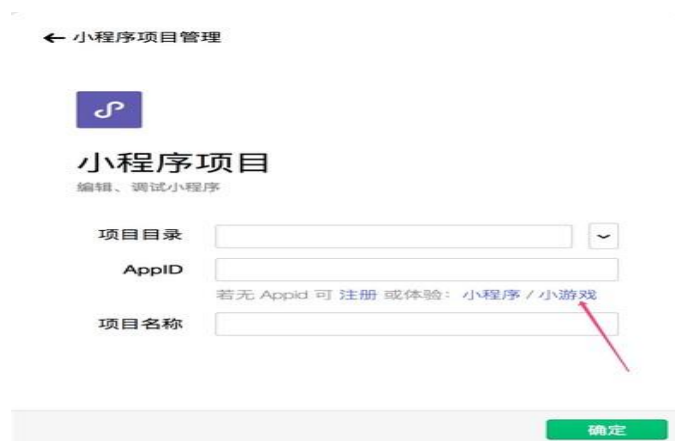 小程序项目管理
小程序项目
编辑、调试小程序
项目目录
AppID
若无 Appid 可 注册 或体验：小程序 / 小游戏
项目名称
确定